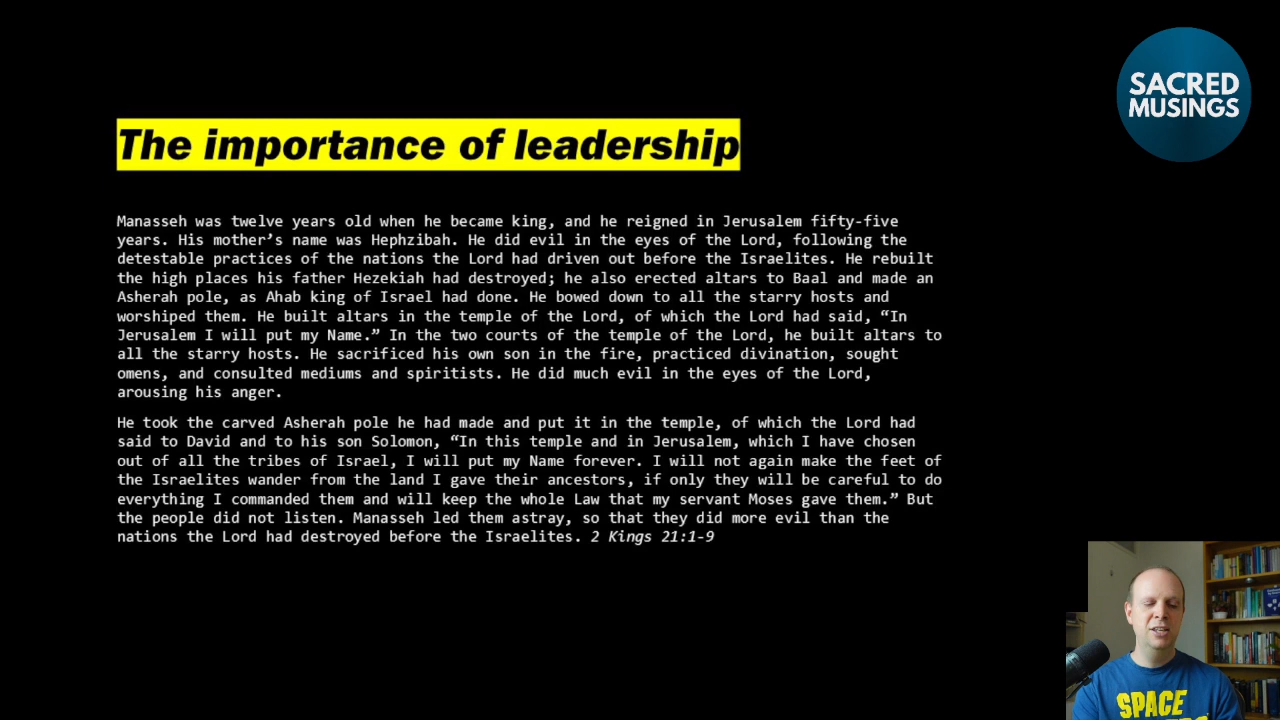 SACRED
MUSINGS
The importance of leadership
Manasseh was twelve years old when he became king, and he reigned in Jerusalem fifty-five
years. His mother’s name was Hephzibah. He did evil in the eyes of the Lord, following the
detestable practices of the nations the Lord had driven out before the Israelites. He rebuilt
the high places his father Hezekiah had destroyed; he also erected altars to Baal and made an
Asherah pole, as Ahab king of Israel had done. He bowed down to all the starry hosts and
worshiped them. He built altars in the temple of the Lord, of which the Lord had said, “In
Jerusalem I will put my Name.” In the two courts of the temple of the Lord, he built altars to
all the starry hosts. He sacrificed his own son in the fire, practiced divination, sought
omens, and consulted mediums and spiritists. He did much evil in the eyes of the Lord,
arousing his anger.
He took the carved Asherah pole he had made and put it in the temple, of which the Lord had
said to David and to his son Solomon, “In this temple and in Jerusalem, which I have chosen
out of all the tribes of Israel, I will put my Name forever. I will not again make the feet of
the Israelites wander from the land I gave their ancestors, if only they will be careful to do
everything I commanded them and will keep the whole Law that my servant Moses gave them.” But
the people did not listen. Manasseh led them astray, so that they did more evil than the
nations the Lord had destroyed before the Israelites. 2 Kings 21:1-9
SPACE